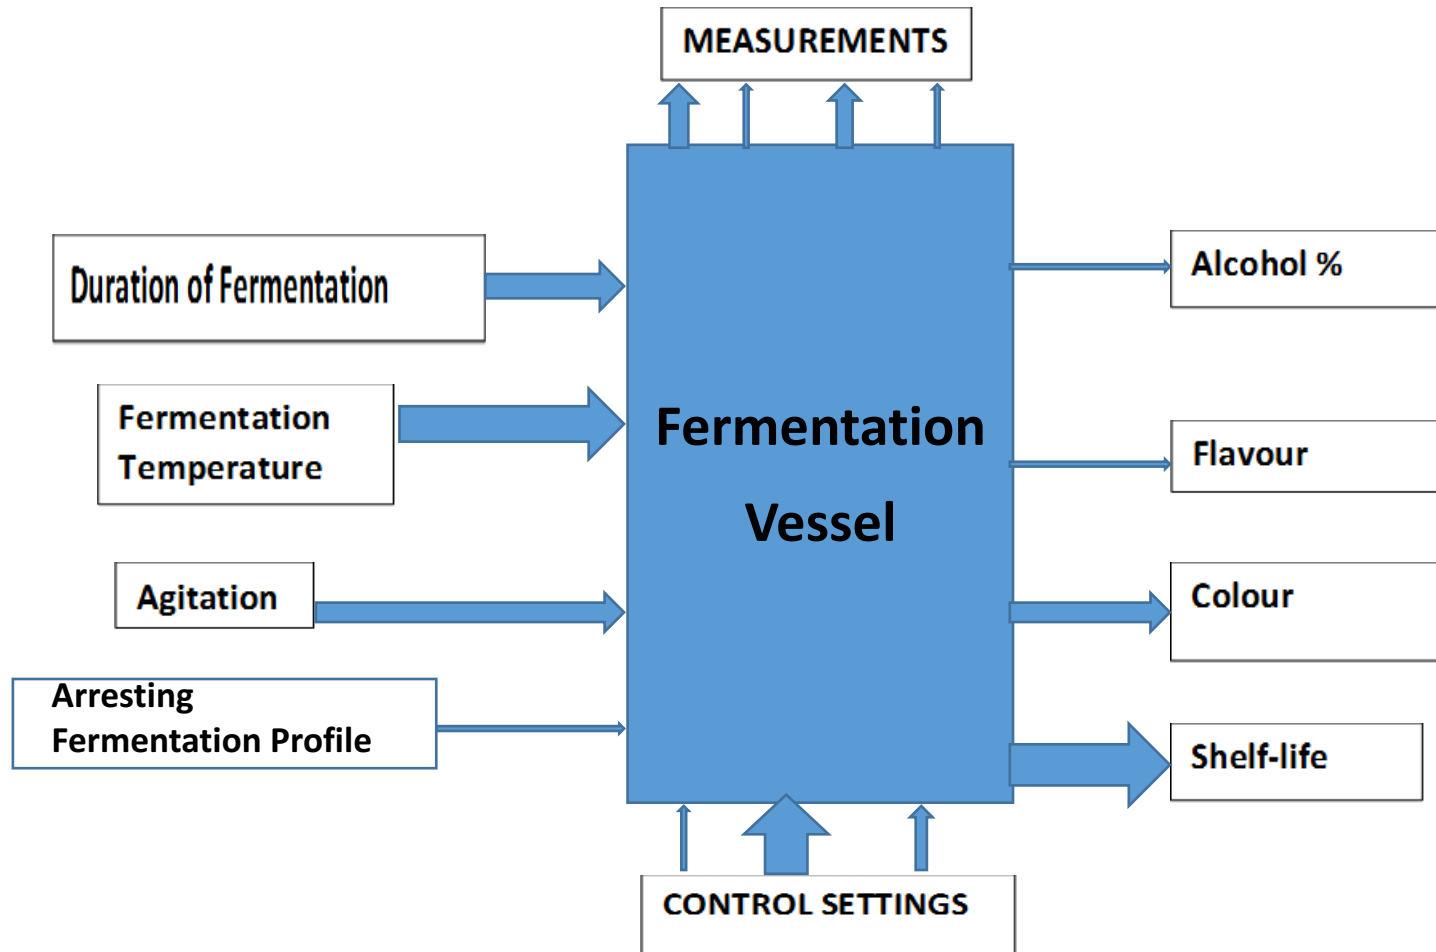 MEASUREMENTS
Duration of Fermentation
Fermentation
Temperature
Agitation
Arresting
Fermentation Profile
Fermentation
Vessel
Alcohol %
Flavour
Colour
Shelf-life
CONTROL SETTINGS